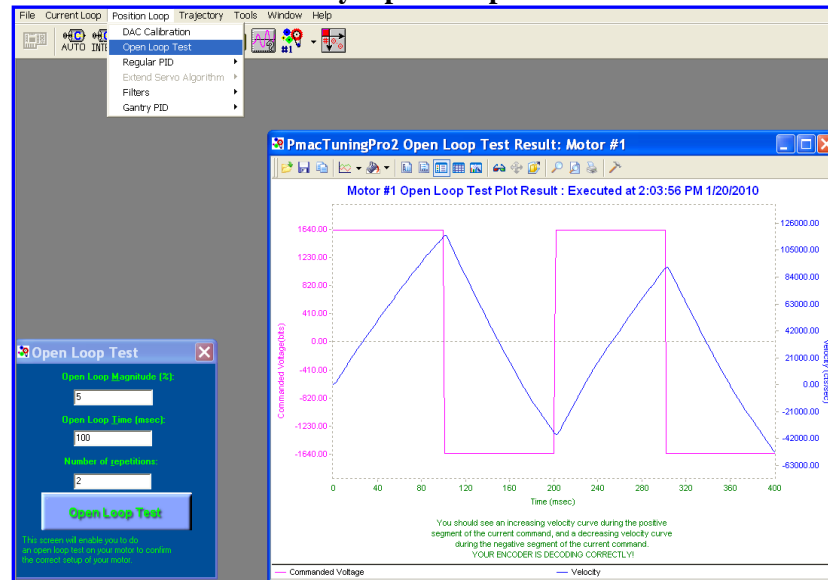 File Current Loop Position Loop Trajectory Tools Window Help
AUTO
DAC Calibration
Open Loop Test
Regular PID
Extend Servo Algorithm
Filters
Gantry PID
#1
PmacTuningPro2 Open Loop Test Result: Motor #1
Motor #1 Open Loop Test Plot Result : Executed at 2:03:56 PM 1/20/2010
Commanded Voltage(bits)
1640.00
1230.00
820.00
410.00
0.00
-410.00
-820.00
-1230.00
-1640.00
126000.00
105000.00
84000.00
63000.00
42000.00
21000.00
0.00
-21000.00
-42000.00
-63000.00
Velocity (cts/sec)
0 40 80 120 160 200 240 280 320 360 400
Time (msec)
You should see an increasing velocity curve during the positive
segment of the current command, and a decreasing velocity curve
during the negative segment of the current command.
YOUR ENCODER IS DECODING CORRECTLY!
Commanded Voltage Velocity
Open Loop Test
Open Loop Magnitude (%):
5
Open Loop Time (msec):
100
Number of repetitions:
2
Open Loop Test
This screen will enable you to do
an open loop test on your motor to confirm
the correct setup of your motor.